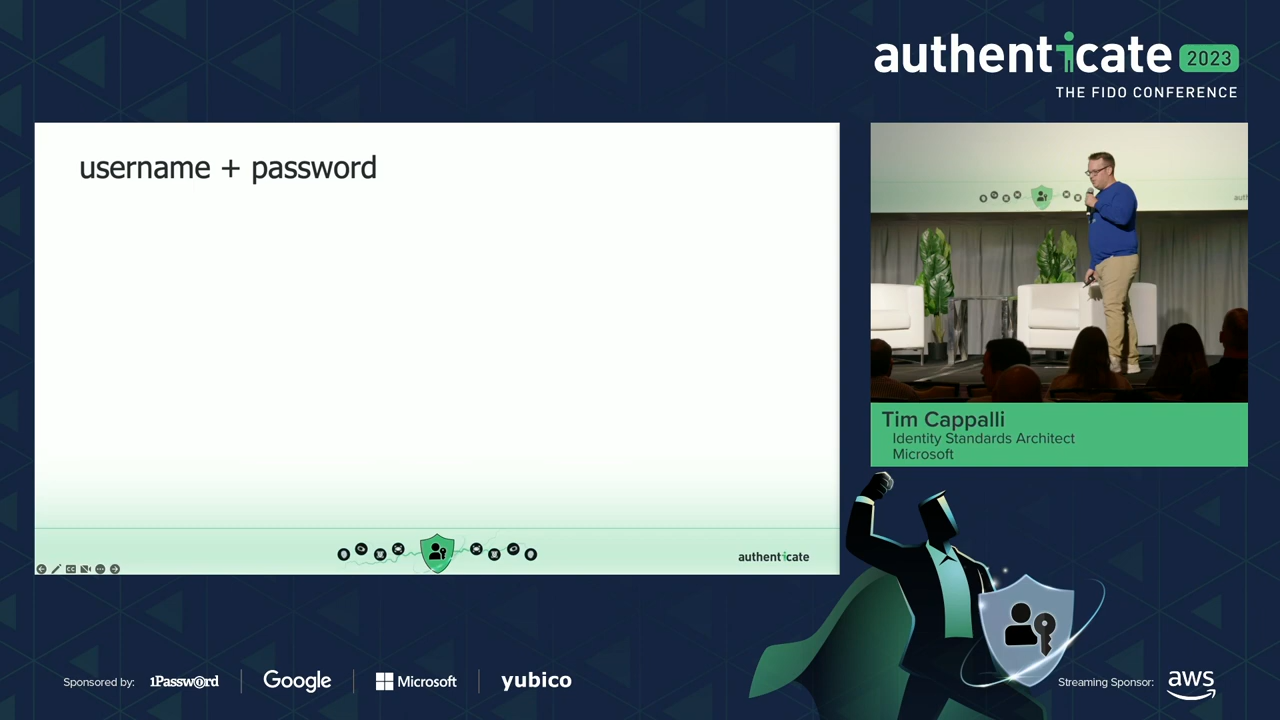 authenticate 2023
THE FIDO CONFERENCE
username + password
authenticate
Tim Cappalli
Identity Standards Architect
Microsoft
Sponsored by: 1Password Google Microsoft yubico
Streaming Sponsor: aws